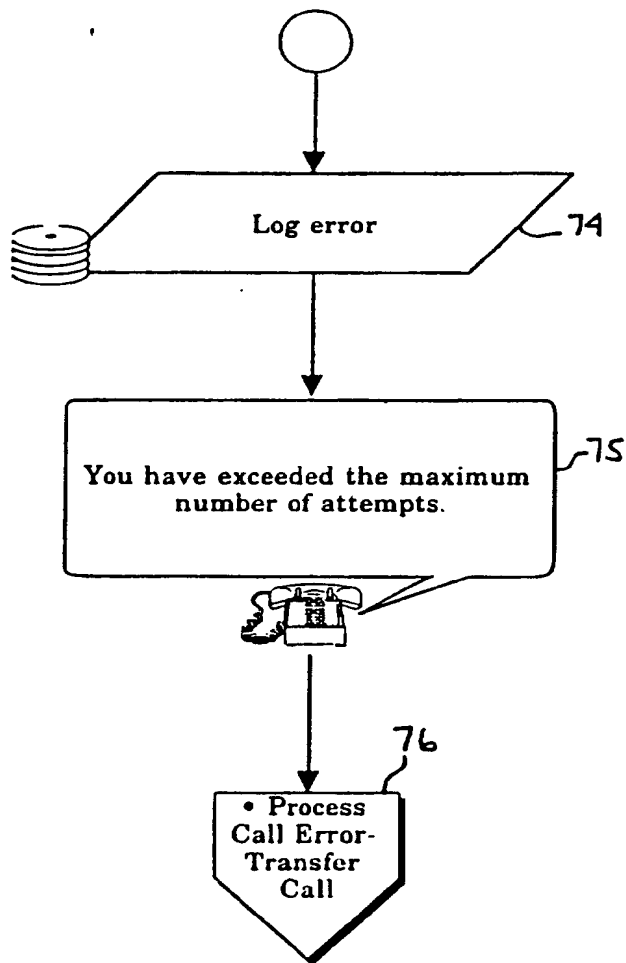 Log error
74
You have exceeded the maximum
number of attempts.
75
76
• Process
Call Error-
Transfer
Call